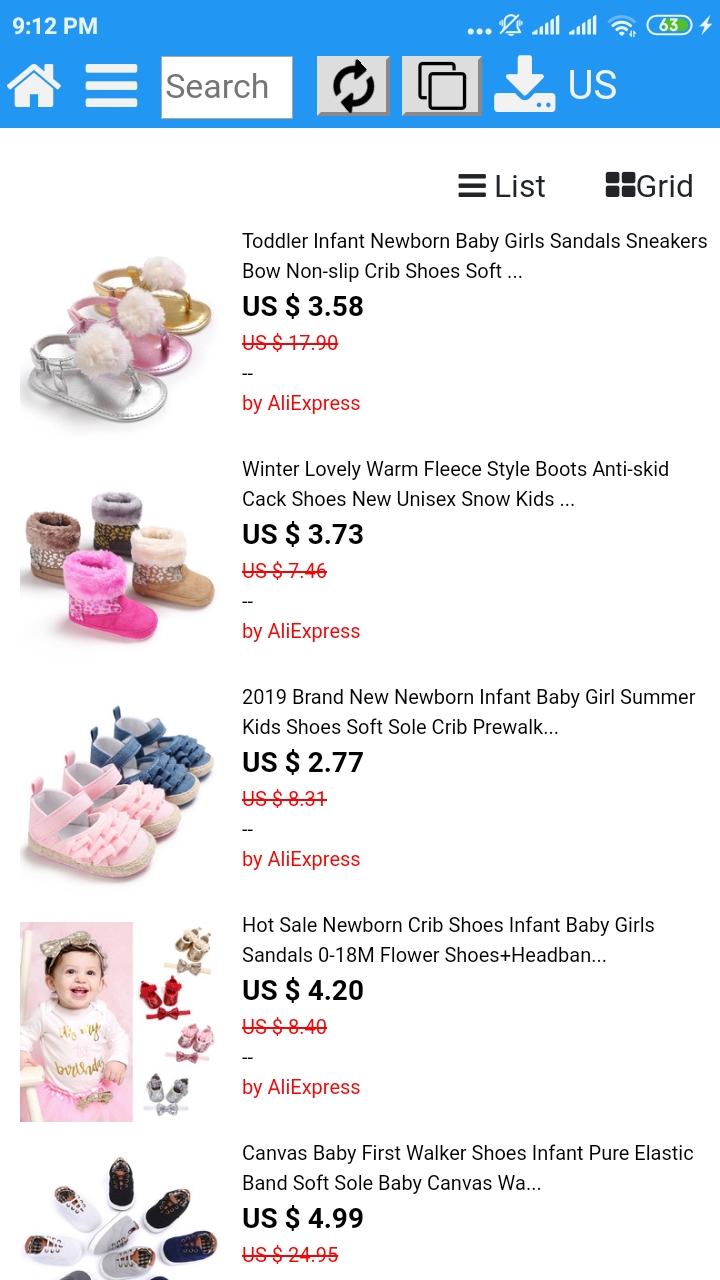 9:12 PM
63
Search
US
List
Grid
Toddler Infant Newborn Baby Girls Sandals Sneakers
Bow Non-slip Crib Shoes Soft ...
US $ 3.58
US $ 17.90
--
by AliExpress
Winter Lovely Warm Fleece Style Boots Anti-skid
Cack Shoes New Unisex Snow Kids ...
US $ 3.73
US $ 7.46
--
by AliExpress
2019 Brand New Newborn Infant Baby Girl Summer
Kids Shoes Soft Sole Crib Prewalk...
US $ 2.77
US $ 8.31
--
by AliExpress
it's my
birthday
Hot Sale Newborn Crib Shoes Infant Baby Girls
Sandals 0-18M Flower Shoes+Headban...
US $ 4.20
US $ 8.40
--
by AliExpress
Canvas Baby First Walker Shoes Infant Pure Elastic
Band Soft Sole Baby Canvas Wa...
US $ 4.99
US $ 24.95